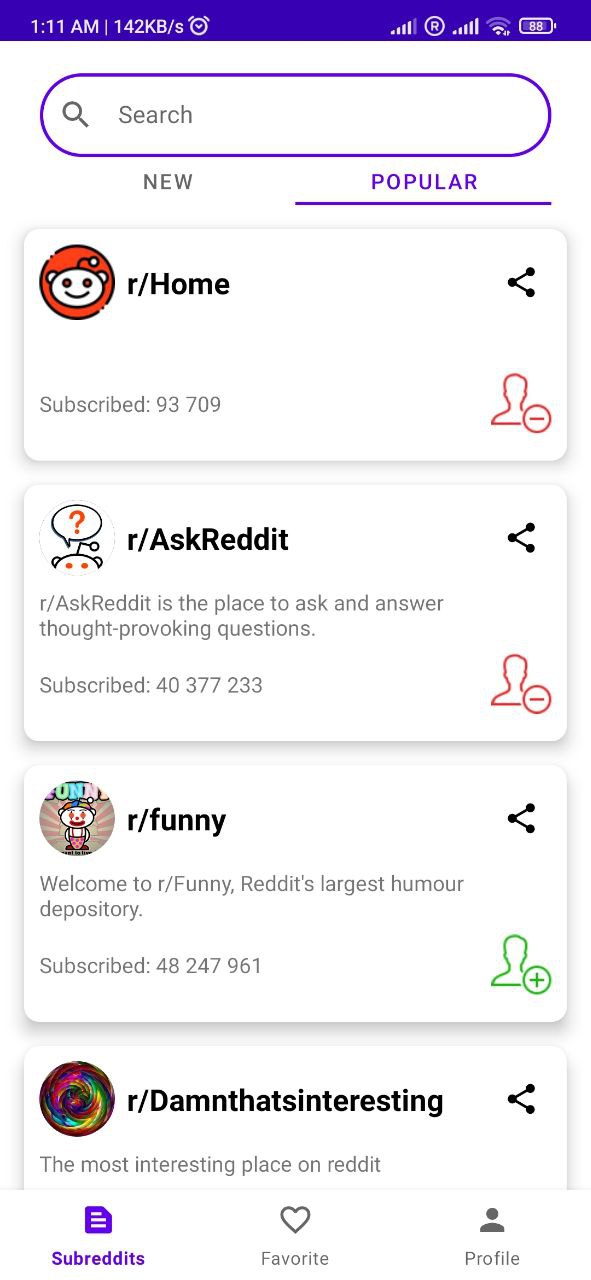 1:11 AM | 142KB/s
R
88
Search
NEW
POPULAR
r/Home
Subscribed: 93 709
?
r/AskReddit
r/AskReddit is the place to ask and answer
thought-provoking questions.
Subscribed: 40 377 233
r/funny
Welcome to r/Funny, Reddit's largest humour
depository.
Subscribed: 48 247 961
r/Damnthatsinteresting
The most interesting place on reddit
Subreddits
Favorite
Profile